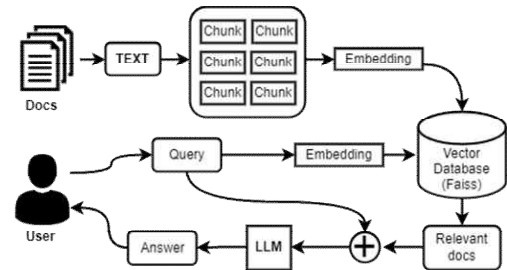 Docs
TEXT
Chunk Chunk
Chunk Chunk
Chunk Chunk
Embedding
User
Query
Embedding
Vector
Database
(Faiss)
Relevant
docs
LLM
Answer